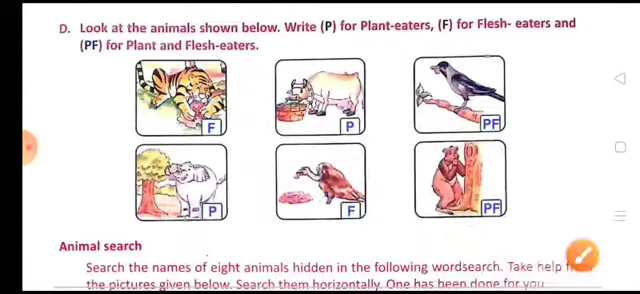 D. Look at the animals shown below. Write (P) for Plant-eaters, (F) for Flesh- eaters and
(PF) for Plant and Flesh-eaters.
F
P
PF
P
F
PF
Animal search
Search the names of eight animals hidden in the following wordsearch. Take help
the pictures given below. Search them horizontally. One has been done for you